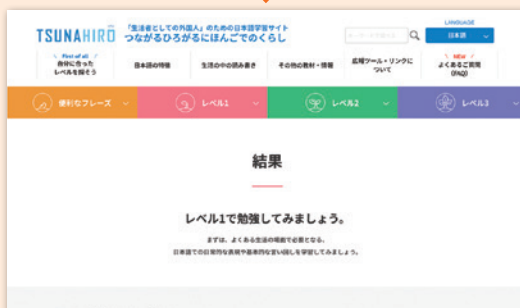 TSUNAHIRO
「生活者としての外国人」のための日本語学習サイト
つながるひろがるにほんごでのくらし
LANGUAGE
日本語
First of all
自分に合った
レベルを探そう
日本語の特徴
生活の中の読み書き
その他の教材・情報
広報ツール・リンクに
ついて
NEW
よくあるご質問
(FAQ)
便利なフレーズ
レベル1
レベル2
レベル3
結果
レベル1で勉強してみましょう。
まずは、よくある生活の場面で必要となる、
日本語での日常的な表現や基本的な言い回しを学習してみましょう。